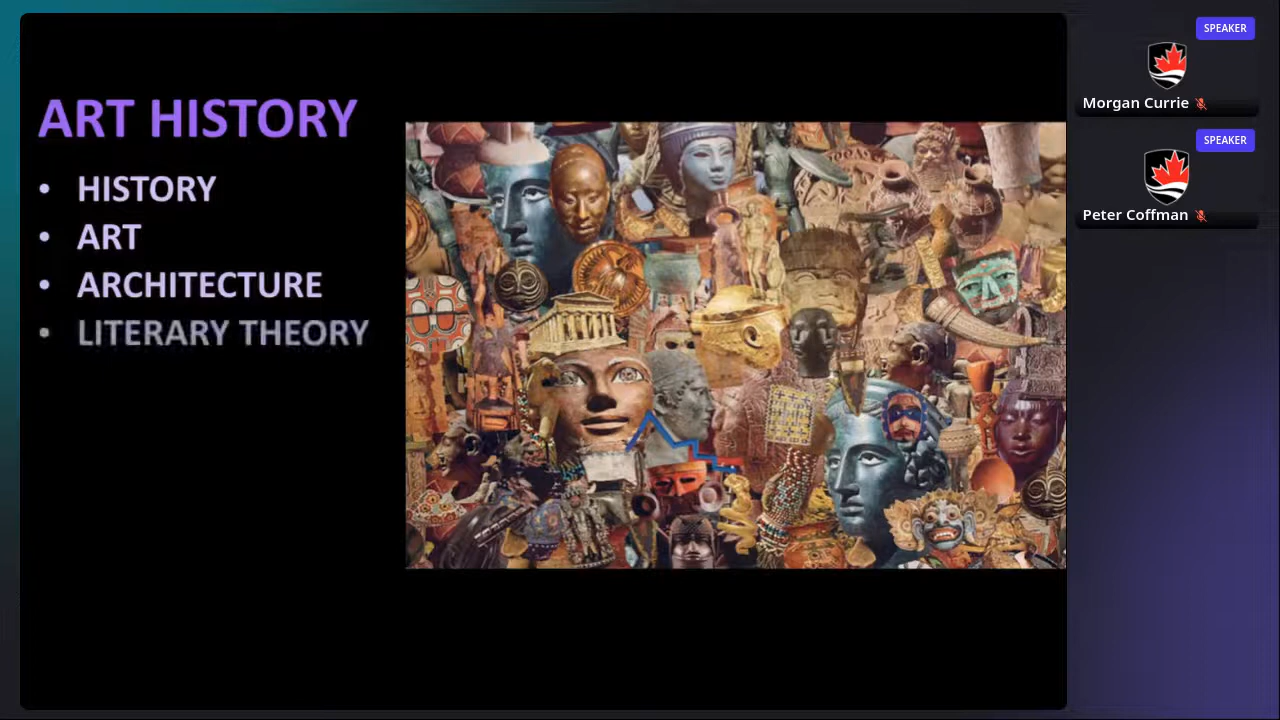 ART HISTORY
• HISTORY
• ART
• ARCHITECTURE
• LITERARY THEORY
SPEAKER
Morgan Currie
SPEAKER
Peter Coffman